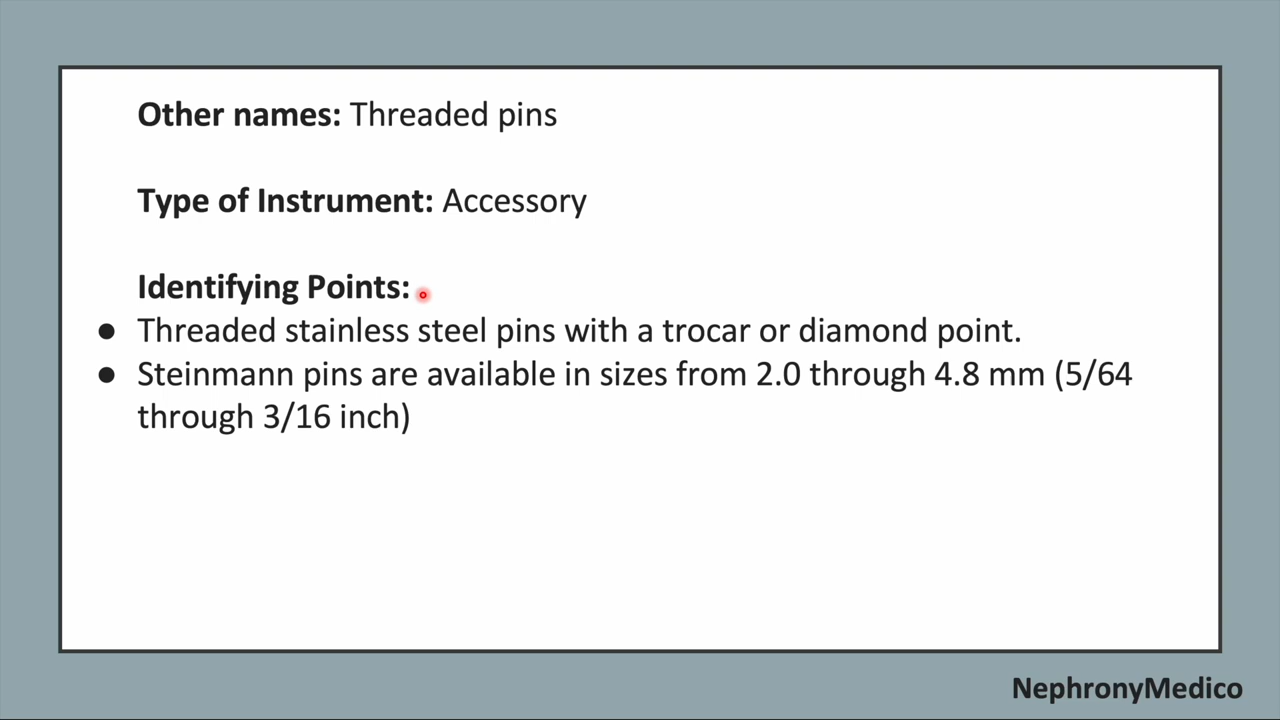 Other names: Threaded pins
Type of Instrument: Accessory
Identifying Points:
● Threaded stainless steel pins with a trocar or diamond point.
● Steinmann pins are available in sizes from 2.0 through 4.8 mm (5/64
through 3/16 inch)
NephronyMedico